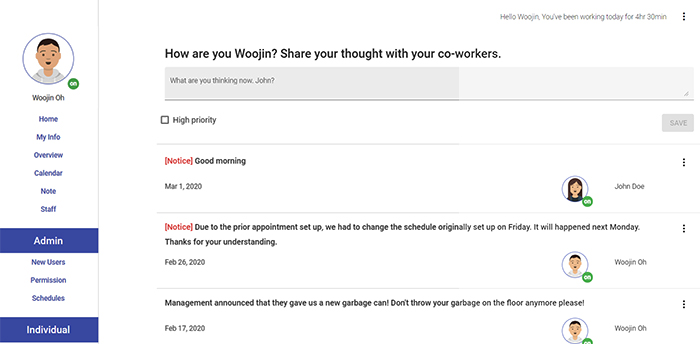 Hello Woojin, You've been working today for 4hr 30min
on
Woojin Oh
Home
My Info
Overview
Calendar
Note
Staff
Admin
New Users
Permission
Schedules
Individual
How are you Woojin? Share your thought with your co-workers.
What are you thinking now. John?
High priority
SAVE
[Notice] Good morning
Mar 1, 2020
on
John Doe
[Notice] Due to the prior appointment set up, we had to change the schedule originally set up on Friday. It will happened next Monday.
Thanks for your understanding.
Feb 26, 2020
on
Woojin Oh
Management announced that they gave us a new garbage can! Don't throw your garbage on the floor anymore please!
Feb 17, 2020
on
Woojin Oh